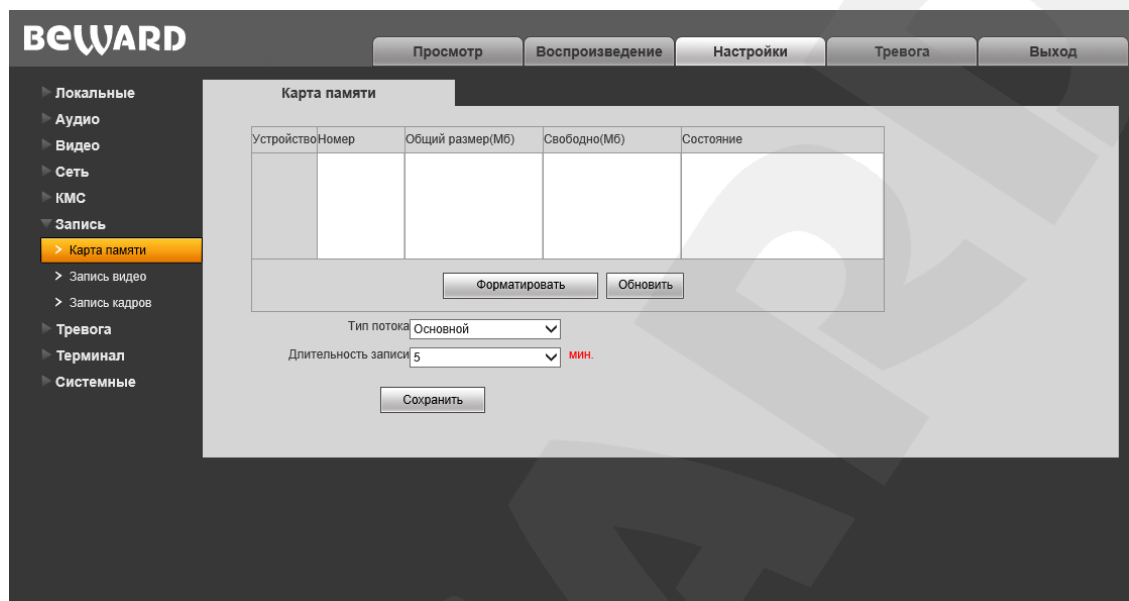 BEWARD
Просмотр
Воспроизведение
Настройки
Тревога
Выход
Локальные
Аудио
Видео
Сеть
КМС
Запись
> Карта памяти
> Запись видео
> Запись кадров
Тревога
Терминал
Системные
Карта памяти
Устройство Номер Общий размер(Мб) Свободно(Мб) Состояние
Форматировать Обновить
Тип потока Основной
Длительность записи 5 мин.
Сохранить